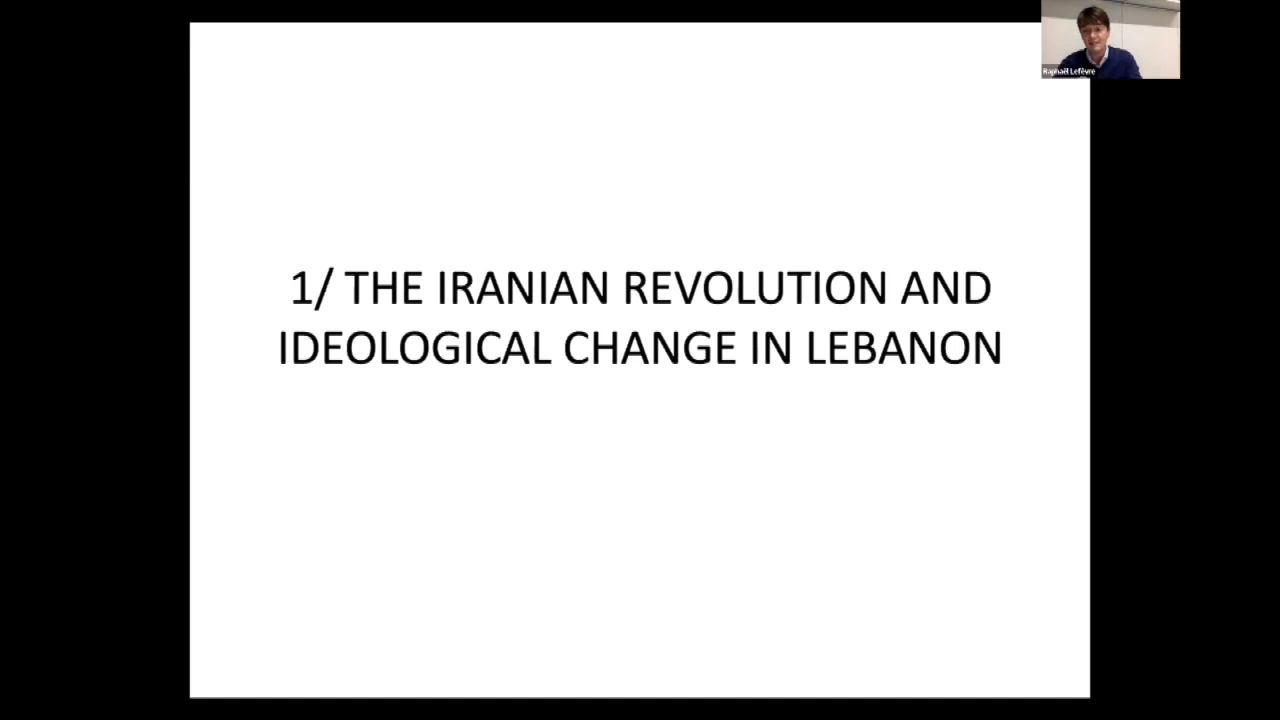 Raphaël Lefèvre
1/ THE IRANIAN REVOLUTION AND
IDEOLOGICAL CHANGE IN LEBANON